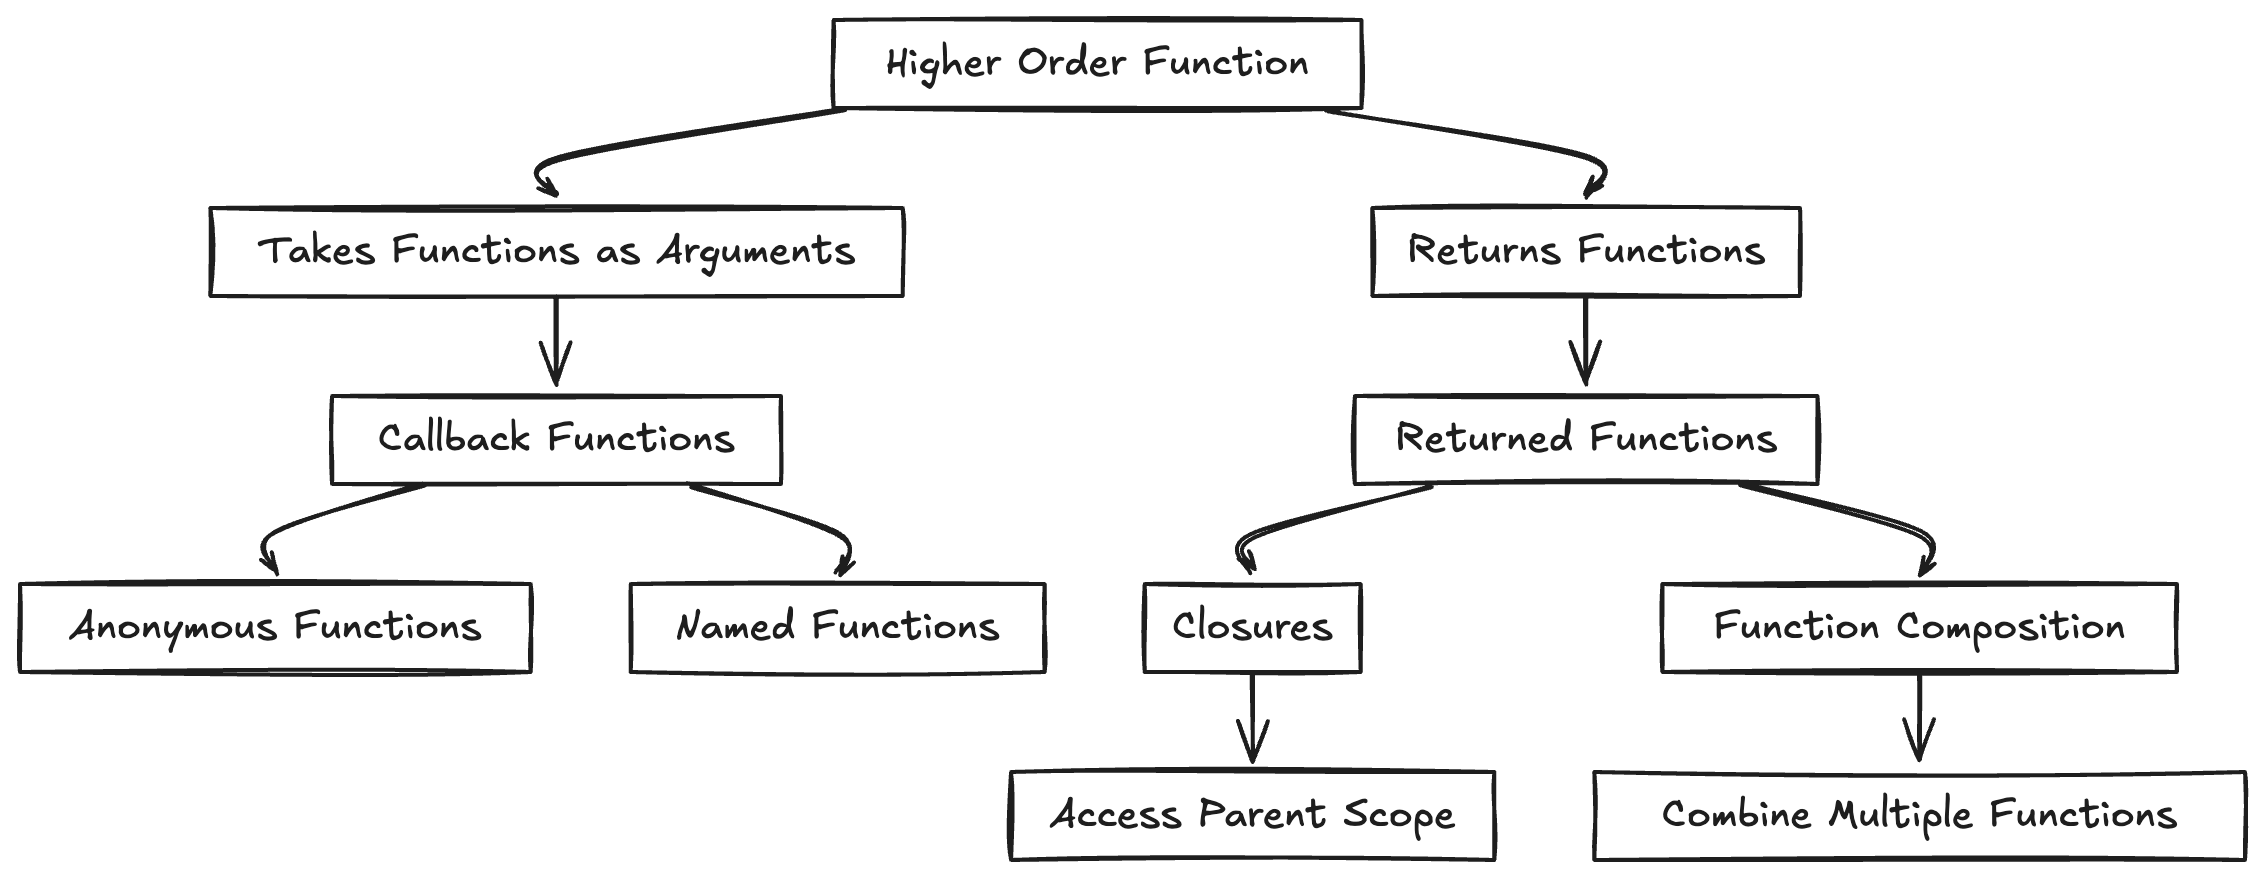 Higher Order Function
Takes Functions as Arguments
Returns Functions
Callback Functions
Returned Functions
Anonymous Functions
Named Functions
Closures
Function Composition
Access Parent Scope
Combine Multiple Functions